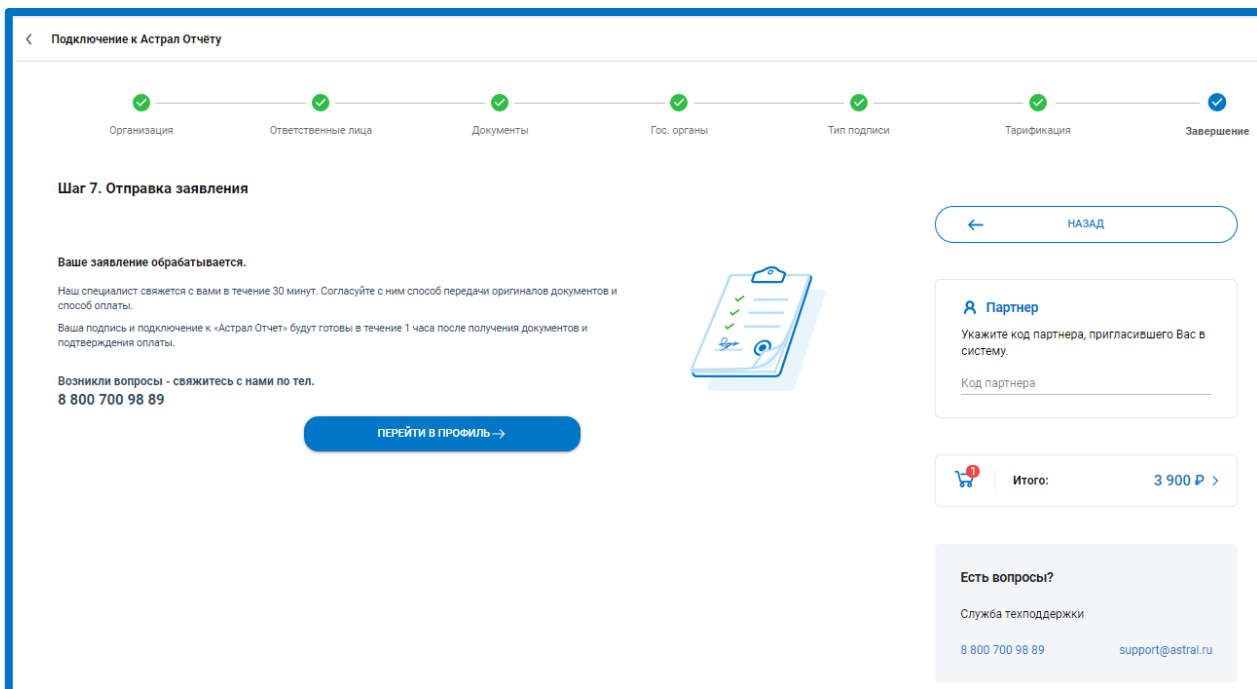 Подключение к Астрал Отчёту
Организация
Ответственные лица
Документы
Гос. органы
Тип подписи
Тарификация
Завершение
Шаг 7. Отправка заявления
Ваше заявление обрабатывается.
Наш специалист свяжется с вами в течение 30 минут. Согласуйте с ним способ передачи оригиналов документов и
способ оплаты.
Ваша подпись и подключение к «Астрал Отчет» будут готовы в течение 1 часа после получения документов и
подтверждения оплаты.
Возникли вопросы - свяжитесь с нами по тел.
8 800 700 98 89
ПЕРЕЙТИ В ПРОФИЛЬ
НАЗАД
Партнер
Укажите код партнера, пригласившего Вас в
систему.
Код партнера
1
Итого:
3 900 ₽
Есть вопросы?
Служба техподдержки
8 800 700 98 89
support@astral.ru